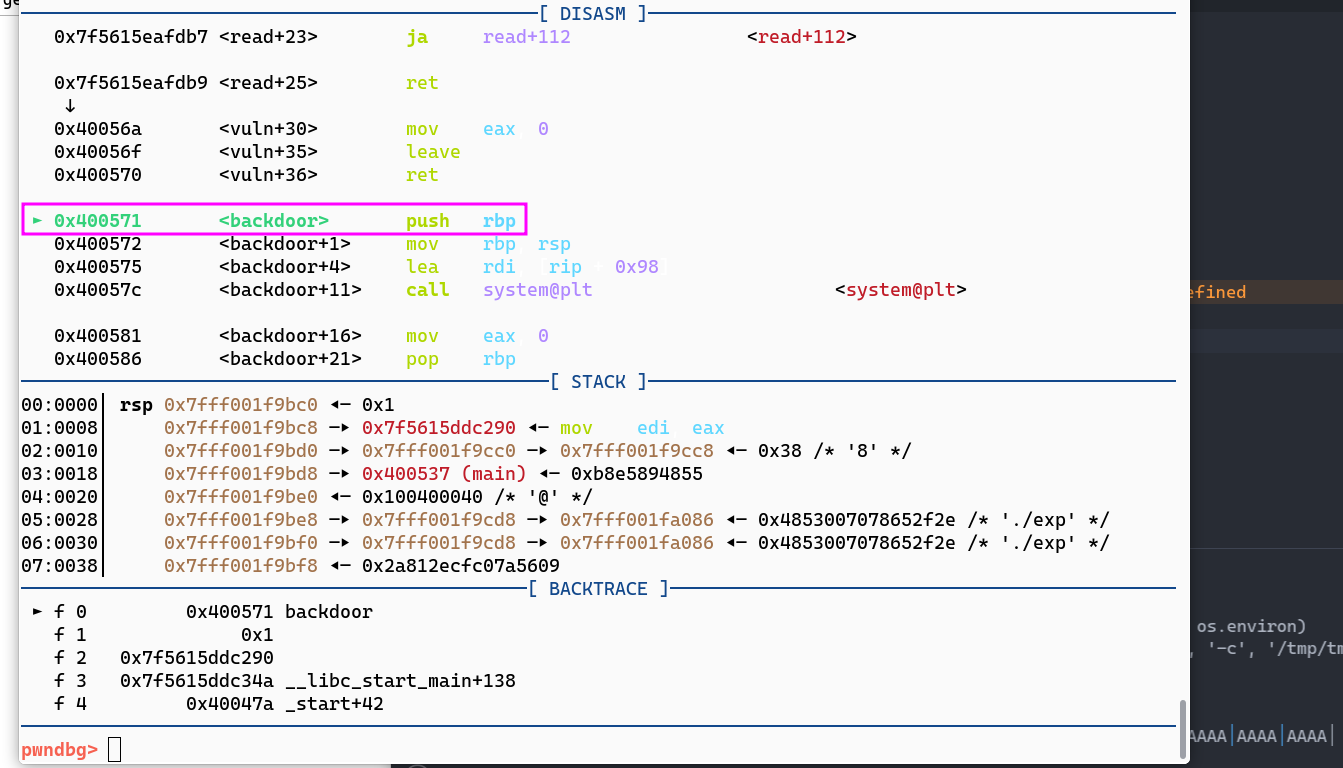 [ DISASM ]
0x7f5615eafdb7 <read+23> ja read+112 <read+112>
0x7f5615eafdb9 <read+25> ret
↓
0x40056a <vuln+30> mov eax, 0
0x40056f <vuln+35> leave
0x400570 <vuln+36> ret
► 0x400571 <backdoor> push rbp
0x400572 <backdoor+1> mov rbp, rsp
0x400575 <backdoor+4> lea rdi, [rip + 0x98]
0x40057c <backdoor+11> call system@plt <system@plt>
efined
0x400581 <backdoor+16> mov eax, 0
0x400586 <backdoor+21> pop rbp
[ STACK ]
00:0000│ rsp 0x7fff001f9bc0 ◂— 0x1
01:0008│ 0x7fff001f9bc8 —▸ 0x7f5615ddc290 ◂— mov edi, eax
02:0010│ 0x7fff001f9bd0 —▸ 0x7fff001f9cc0 —▸ 0x7fff001f9cc8 ◂— 0x38 /* '8' */
03:0018│ 0x7fff001f9bd8 —▸ 0x400537 (main) ◂— 0xb8e5894855
04:0020│ 0x7fff001f9be0 ◂— 0x100400040 /* '@' */
05:0028│ 0x7fff001f9be8 —▸ 0x7fff001f9cd8 —▸ 0x7fff001fa086 ◂— 0x4853007078652f2e /* './exp' */
06:0030│ 0x7fff001f9bf0 —▸ 0x7fff001f9cd8 —▸ 0x7fff001fa086 ◂— 0x4853007078652f2e /* './exp' */
07:0038│ 0x7fff001f9bf8 ◂— 0x2a812ecfc07a5609
[ BACKTRACE ]
► f 0 0x400571 backdoor
f 1 0x1
os.environ)
, '-c', '/tmp/tm
f 2 0x7f5615ddc290
f 3 0x7f5615ddc34a __libc_start_main+138
f 4 0x40047a _start+42
AAAA│AAAA│AAAA│
pwndbg>